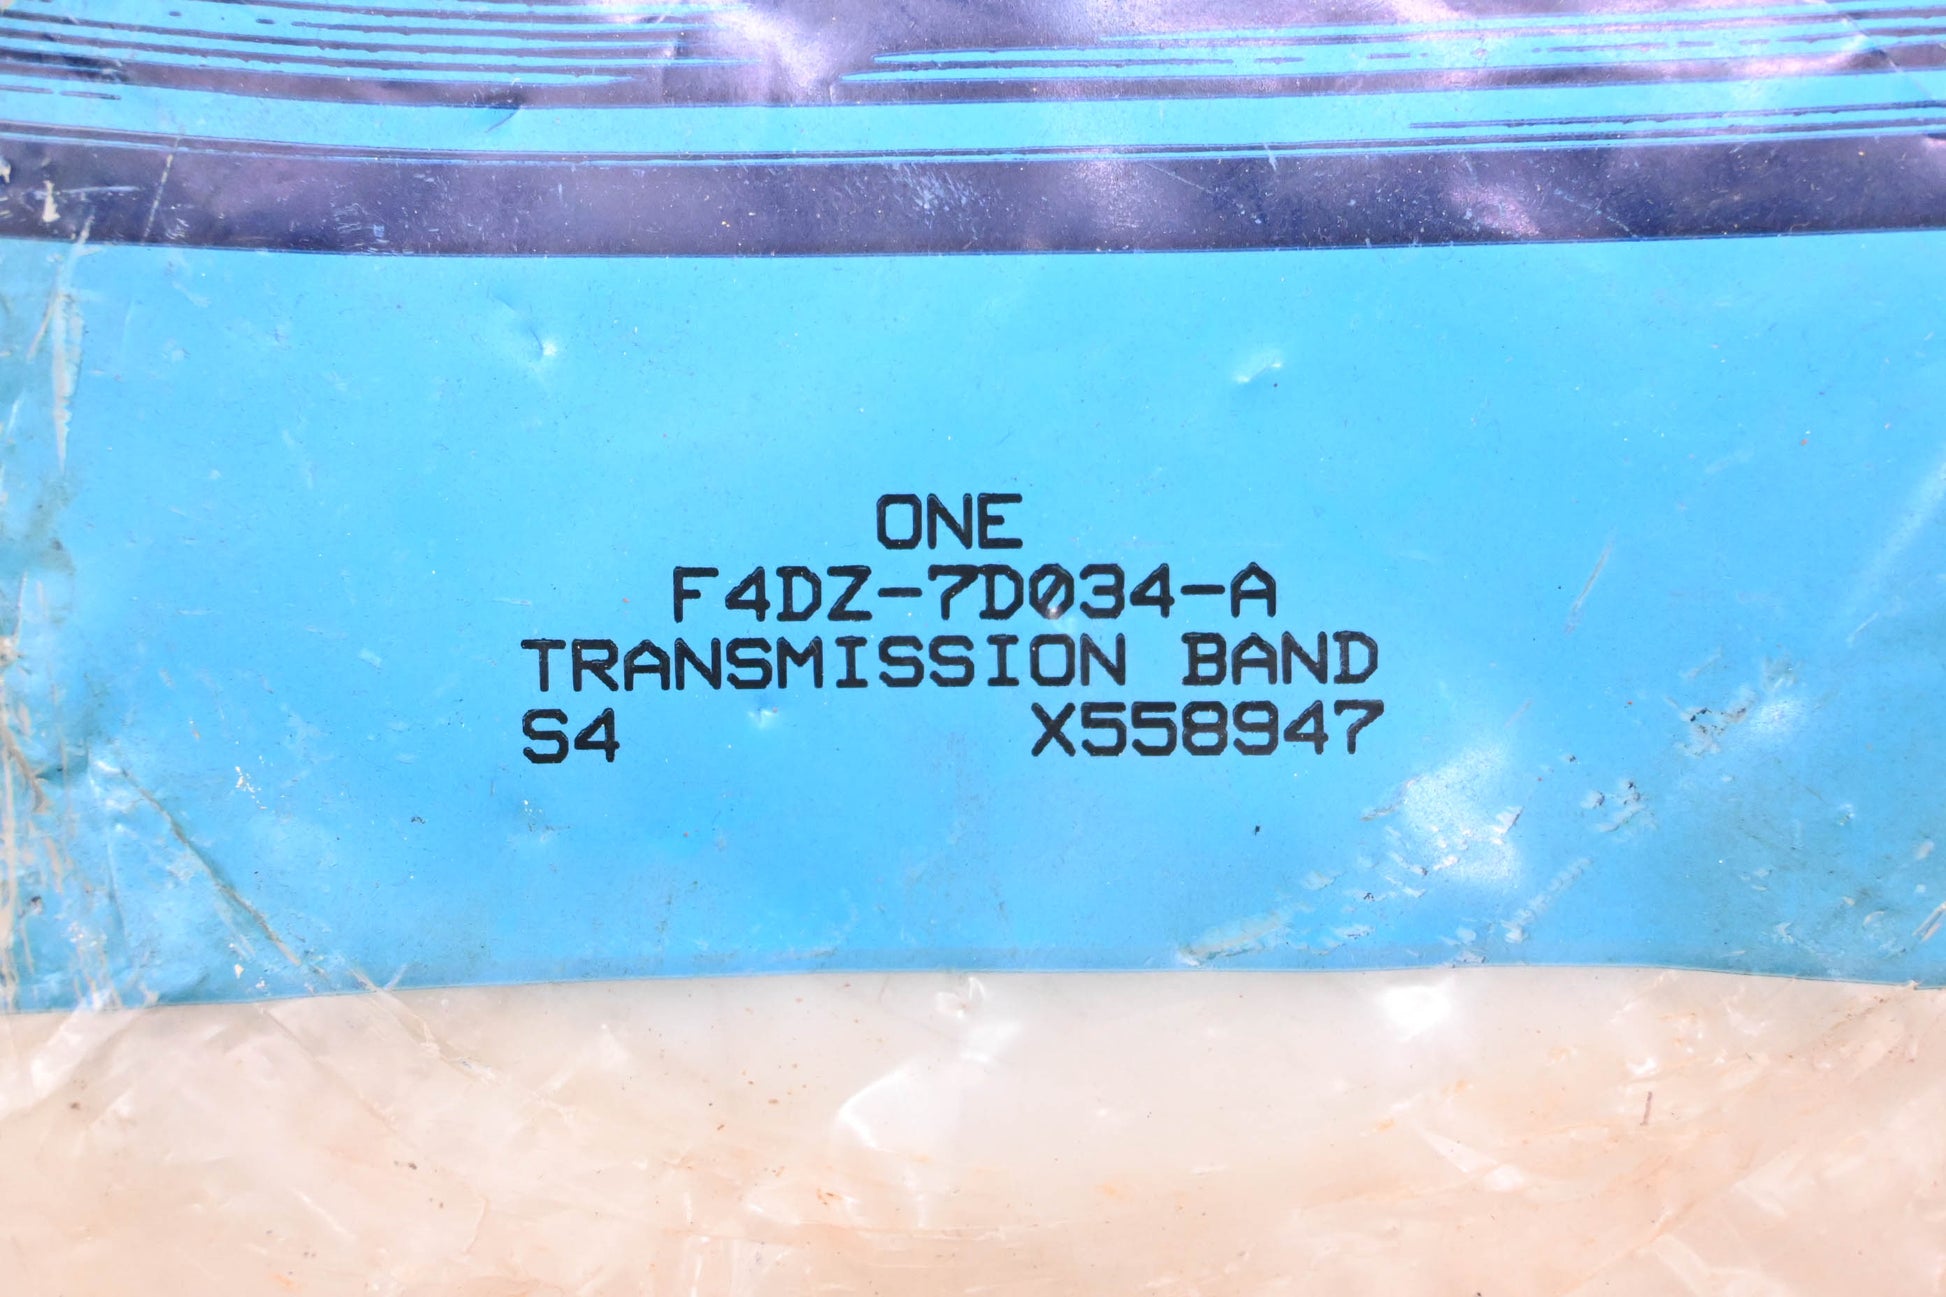 ONE
F4DZ-7D034-A
TRANSMISSION BAND
S4 X558947